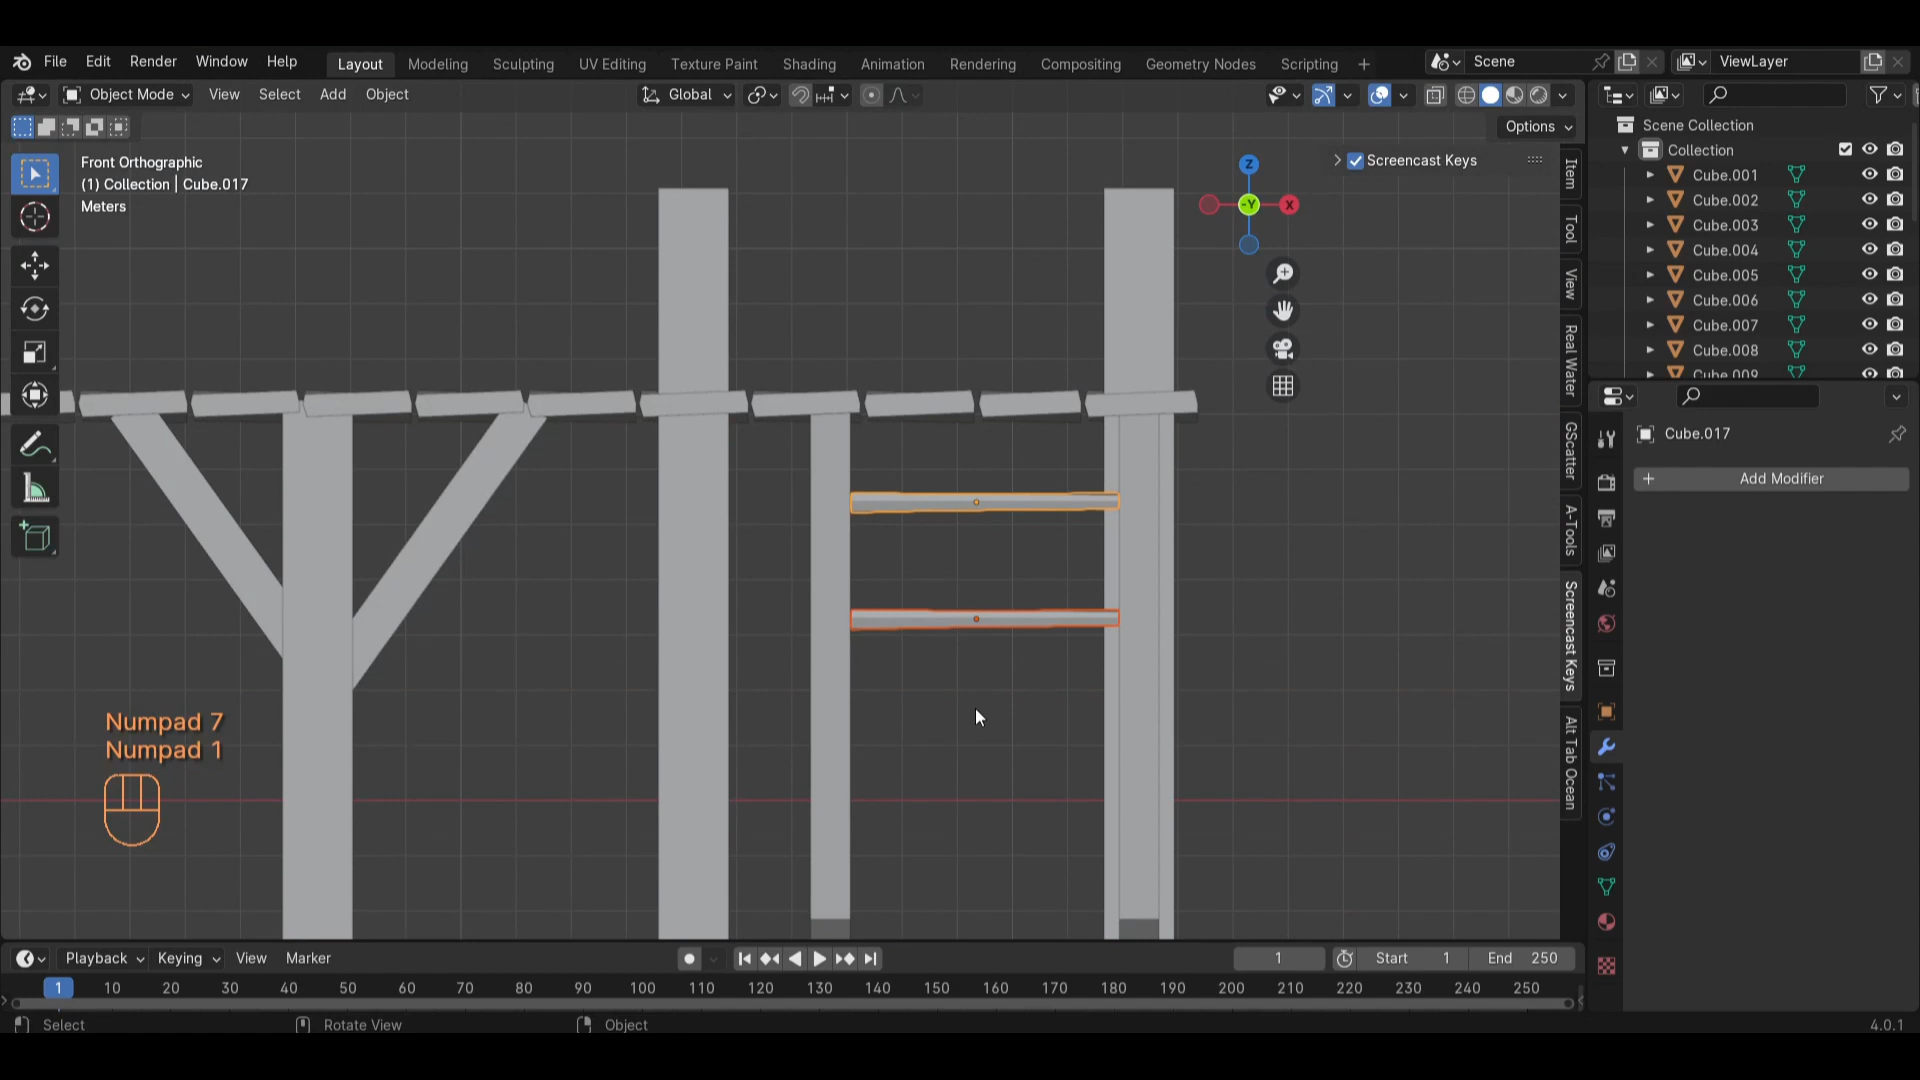 File Edit Render Window Help Layout Modeling Sculpting UV Editing Texture Paint Shading Animation Rendering Compositing Geometry Nodes Scripting + Scene ViewLayer
Object Mode View Select Add Object Global
Options
Front Orthographic
(1) Collection | Cube.017
Meters
Screencast Keys
Z
-Y
X
Item
Tool
View
Real Water
GScatter
A-Tools
Screencast Keys
Alt Tab Ocean
Scene Collection
Collection
Cube.001
Cube.002
Cube.003
Cube.004
Cube.005
Cube.006
Cube.007
Cube.008
Cube.009
Cube.017
+ Add Modifier
Numpad 7
Numpad 1
Playback Keying View Marker 1 Start 1 End 250
1 10 20 30 40 50 60 70 80 90 100 110 120 130 140 150 160 170 180 190 200 210 220 230 240 250
Select Rotate View Object 4.0.1